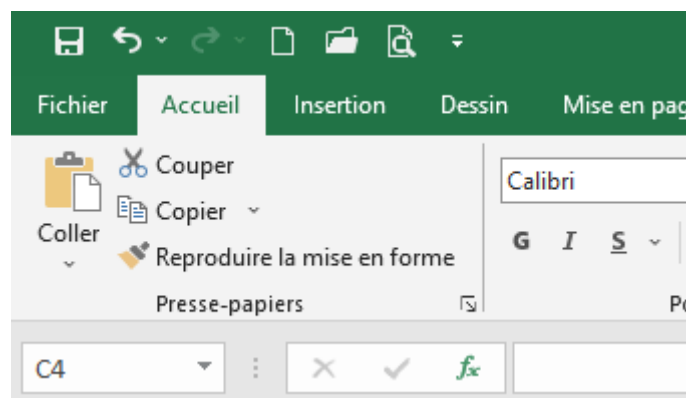 Fichier Accueil Insertion Dessin Mise en pag
Couper
Copier
Coller
Reproduire la mise en forme
Presse-papiers
Calibri
G I S
C4
fx